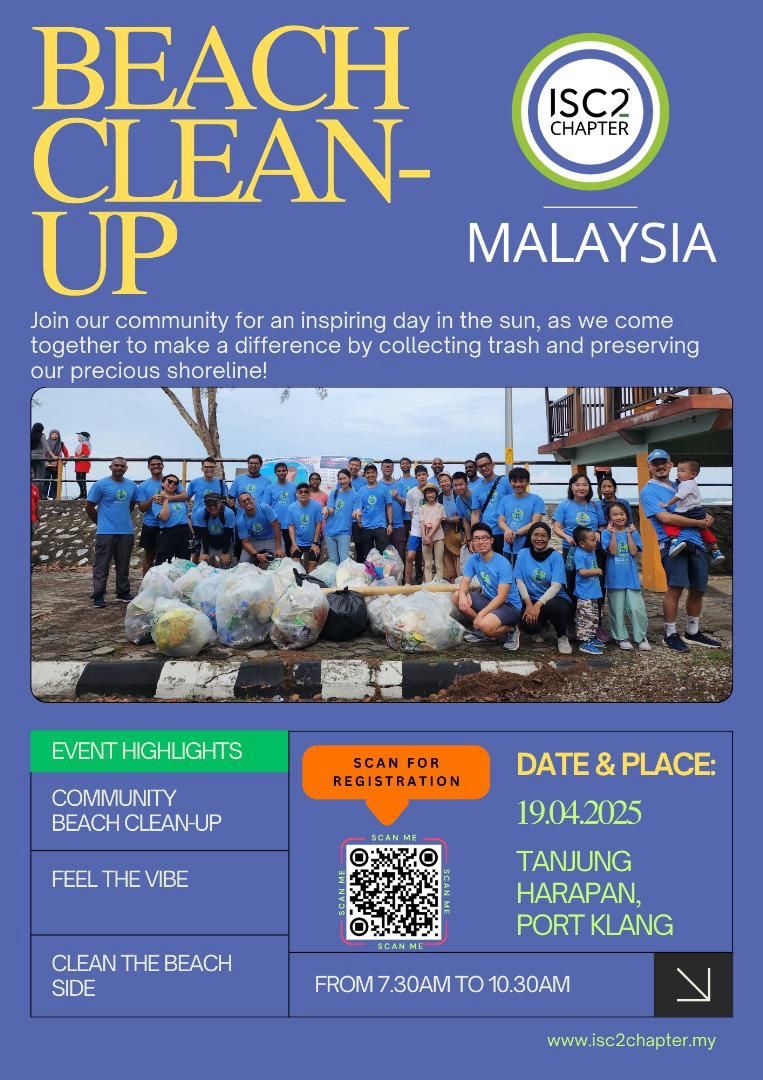 BEACH
CLEAN-
UP
ISC2
CHAPTER
MALAYSIA
Join our community for an inspiring day in the sun, as we come
together to make a difference by collecting trash and preserving
our precious shoreline!
EVENT HIGHLIGHTS
COMMUNITY
BEACH CLEAN-UP
FEEL THE VIBE
CLEAN THE BEACH
SIDE
SCAN FOR
REGISTRATION
SCAN ME
SCAN ME
SCAN ME
SCAN ME
DATE & PLACE:
19.04.2025
TANJUNG
HARAPAN,
PORT KLANG
FROM 7.30AM TO 10.30AM
www.isc2chapter.my